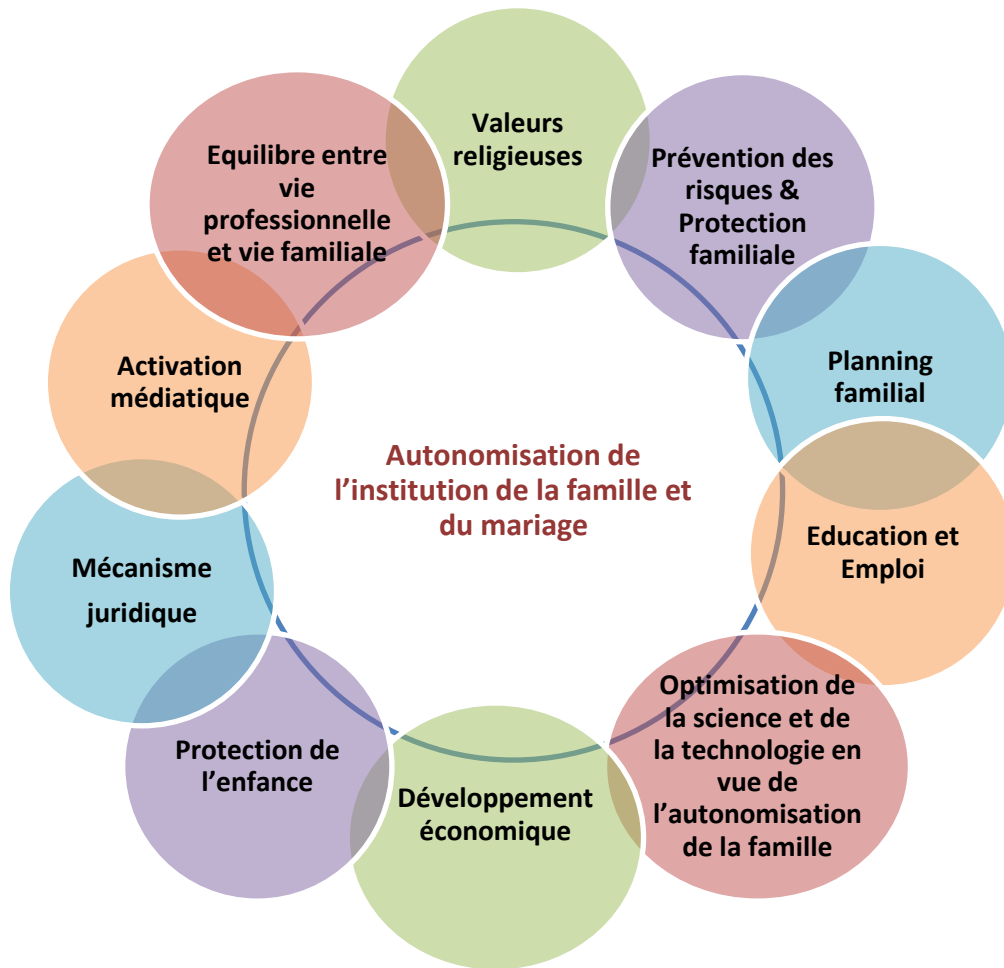 Valeurs
religieuses
Prévention des
risques &
Protection
familiale
Planning
familial
Education et
Emploi
Optimisation de
la science et de
la technologie en
vue de
l’autonomisation
de la famille
Développement
économique
Protection de
l’enfance
Mécanisme
juridique
Activation
médiatique
Equilibre entre
vie
professionnelle
et vie familiale
Autonomisation de
l’institution de la famille et
du mariage